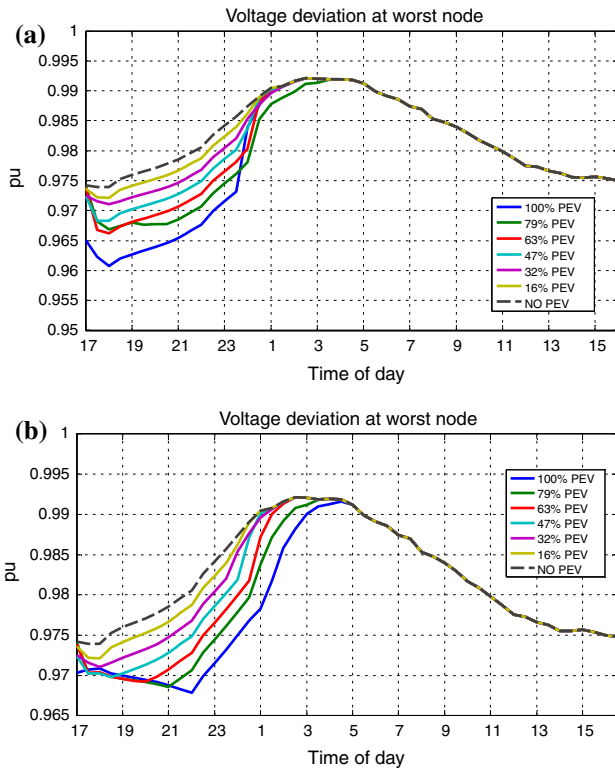 (a)
Voltage deviation at worst node
1
0.995
0.99
0.985
0.98
0.975
0.97
0.965
0.96
0.955
0.95
pu
17 19 21 23 1 3 5 7 9 11 13 15
Time of day
100% PEV
79% PEV
63% PEV
47% PEV
32% PEV
16% PEV
NO PEV
(b)
Voltage deviation at worst node
1
0.995
0.99
0.985
0.98
0.975
0.97
0.965
pu
17 19 21 23 1 3 5 7 9 11 13 15
Time of day
100% PEV
79% PEV
63% PEV
47% PEV
32% PEV
16% PEV
NO PEV